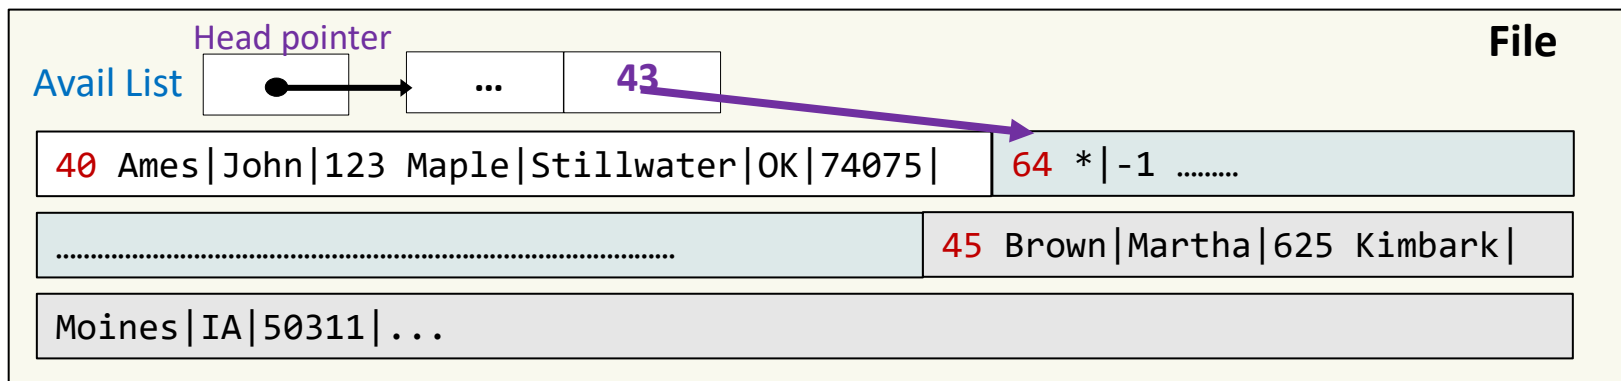 Head pointer
File
Avail List
...
43
40 Ames|John|123 Maple|Stillwater|OK|74075|
64 *|-1 .........
..........................................................................
45 Brown|Martha|625 Kimbark|
Moines|IA|50311|...